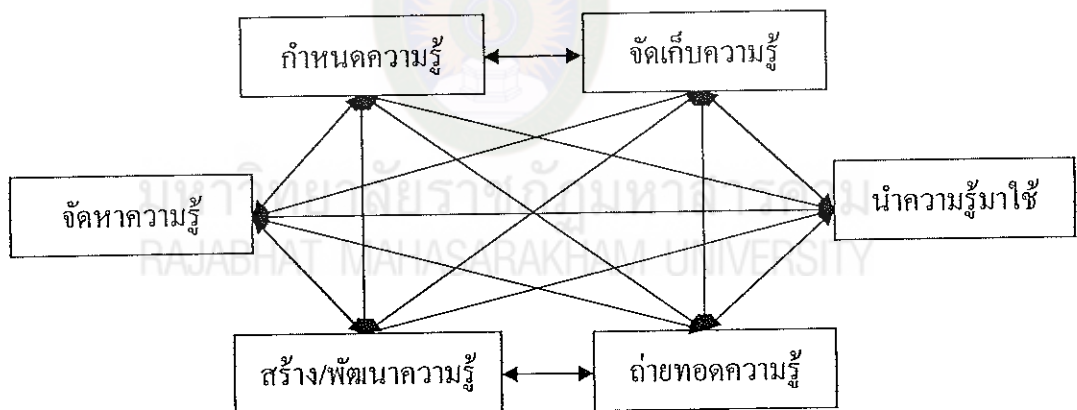 กำหนดความรู้
จัดเก็บความรู้
จัดหาความรู้
นำความรู้มาใช้
มหาวิทยาลัยราชภัฏมหาสารคาม
RAJABHAT MAHASARAKHAM UNIVERSITY
สร้าง/พัฒนาความรู้
ถ่ายทอดความรู้